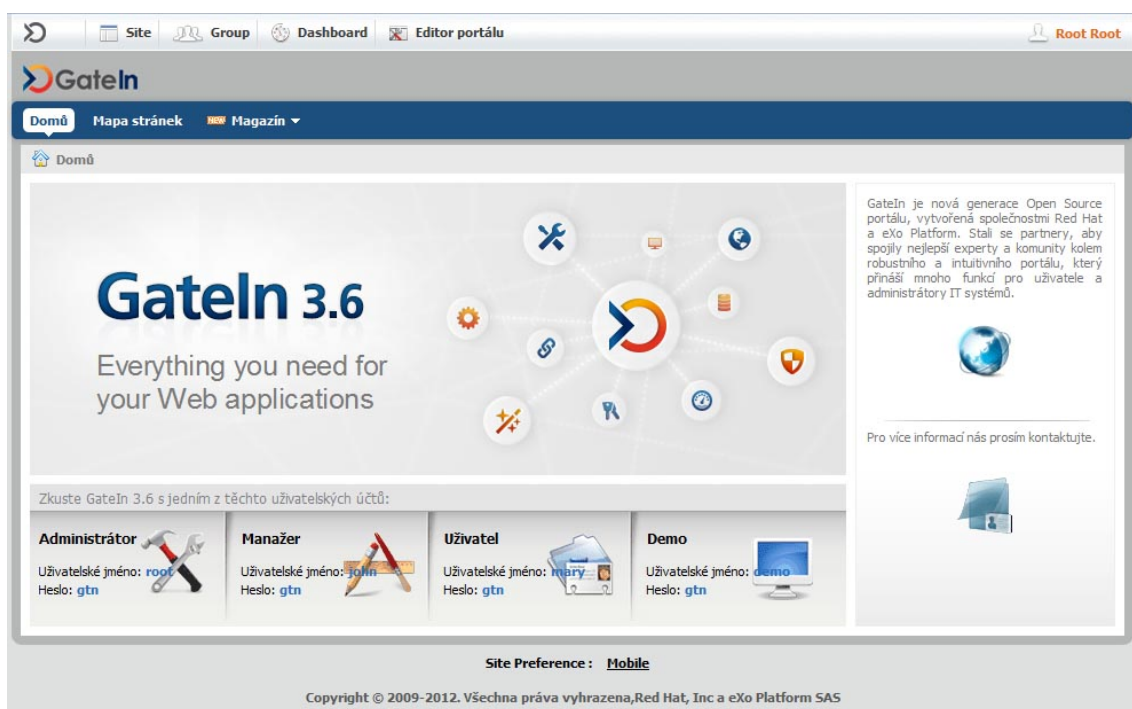 Site Group Dashboard Editor portálu Root Root
GateIn
Domů Mapa stránek NEW Magazín
Domů
GateIn 3.6
Everything you need for
your Web applications
GateIn je nová generace Open Source
portálu, vytvořená společnostmi Red Hat
a eXo Platform. Stali se partnery, aby
spojily nejlepší experty a komunity kolem
robustního a intuitivního portálu, který
přináší mnoho funkcí pro uživatele a
administrátory IT systémů.
Pro více informací nás prosím kontaktujte.
Zkuste GateIn 3.6 s jedním z těchto uživatelských účtů:
Administrátor
Uživatelské jméno: root
Heslo: gtn
Manažer
Uživatelské jméno: john
Heslo: gtn
Uživatel
Uživatelské jméno: mary
Heslo: gtn
Demo
Uživatelské jméno: demo
Heslo: gtn
Site Preference : Mobile
Copyright © 2009-2012. Všechna práva vyhrazena,Red Hat, Inc a eXo Platform SAS